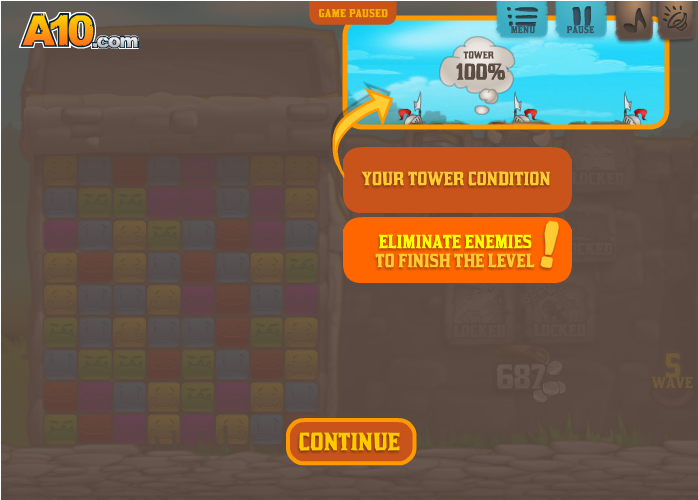 GAME PAUSED
A10.com
MENU
PAUSE
TOWER
100%
YOUR TOWER CONDITION
ELIMINATE ENEMIES
TO FINISH THE LEVEL
!
LOCKED
LOCKED
LOCKED
LOCKED
687
5
WAVE
CONTINUE